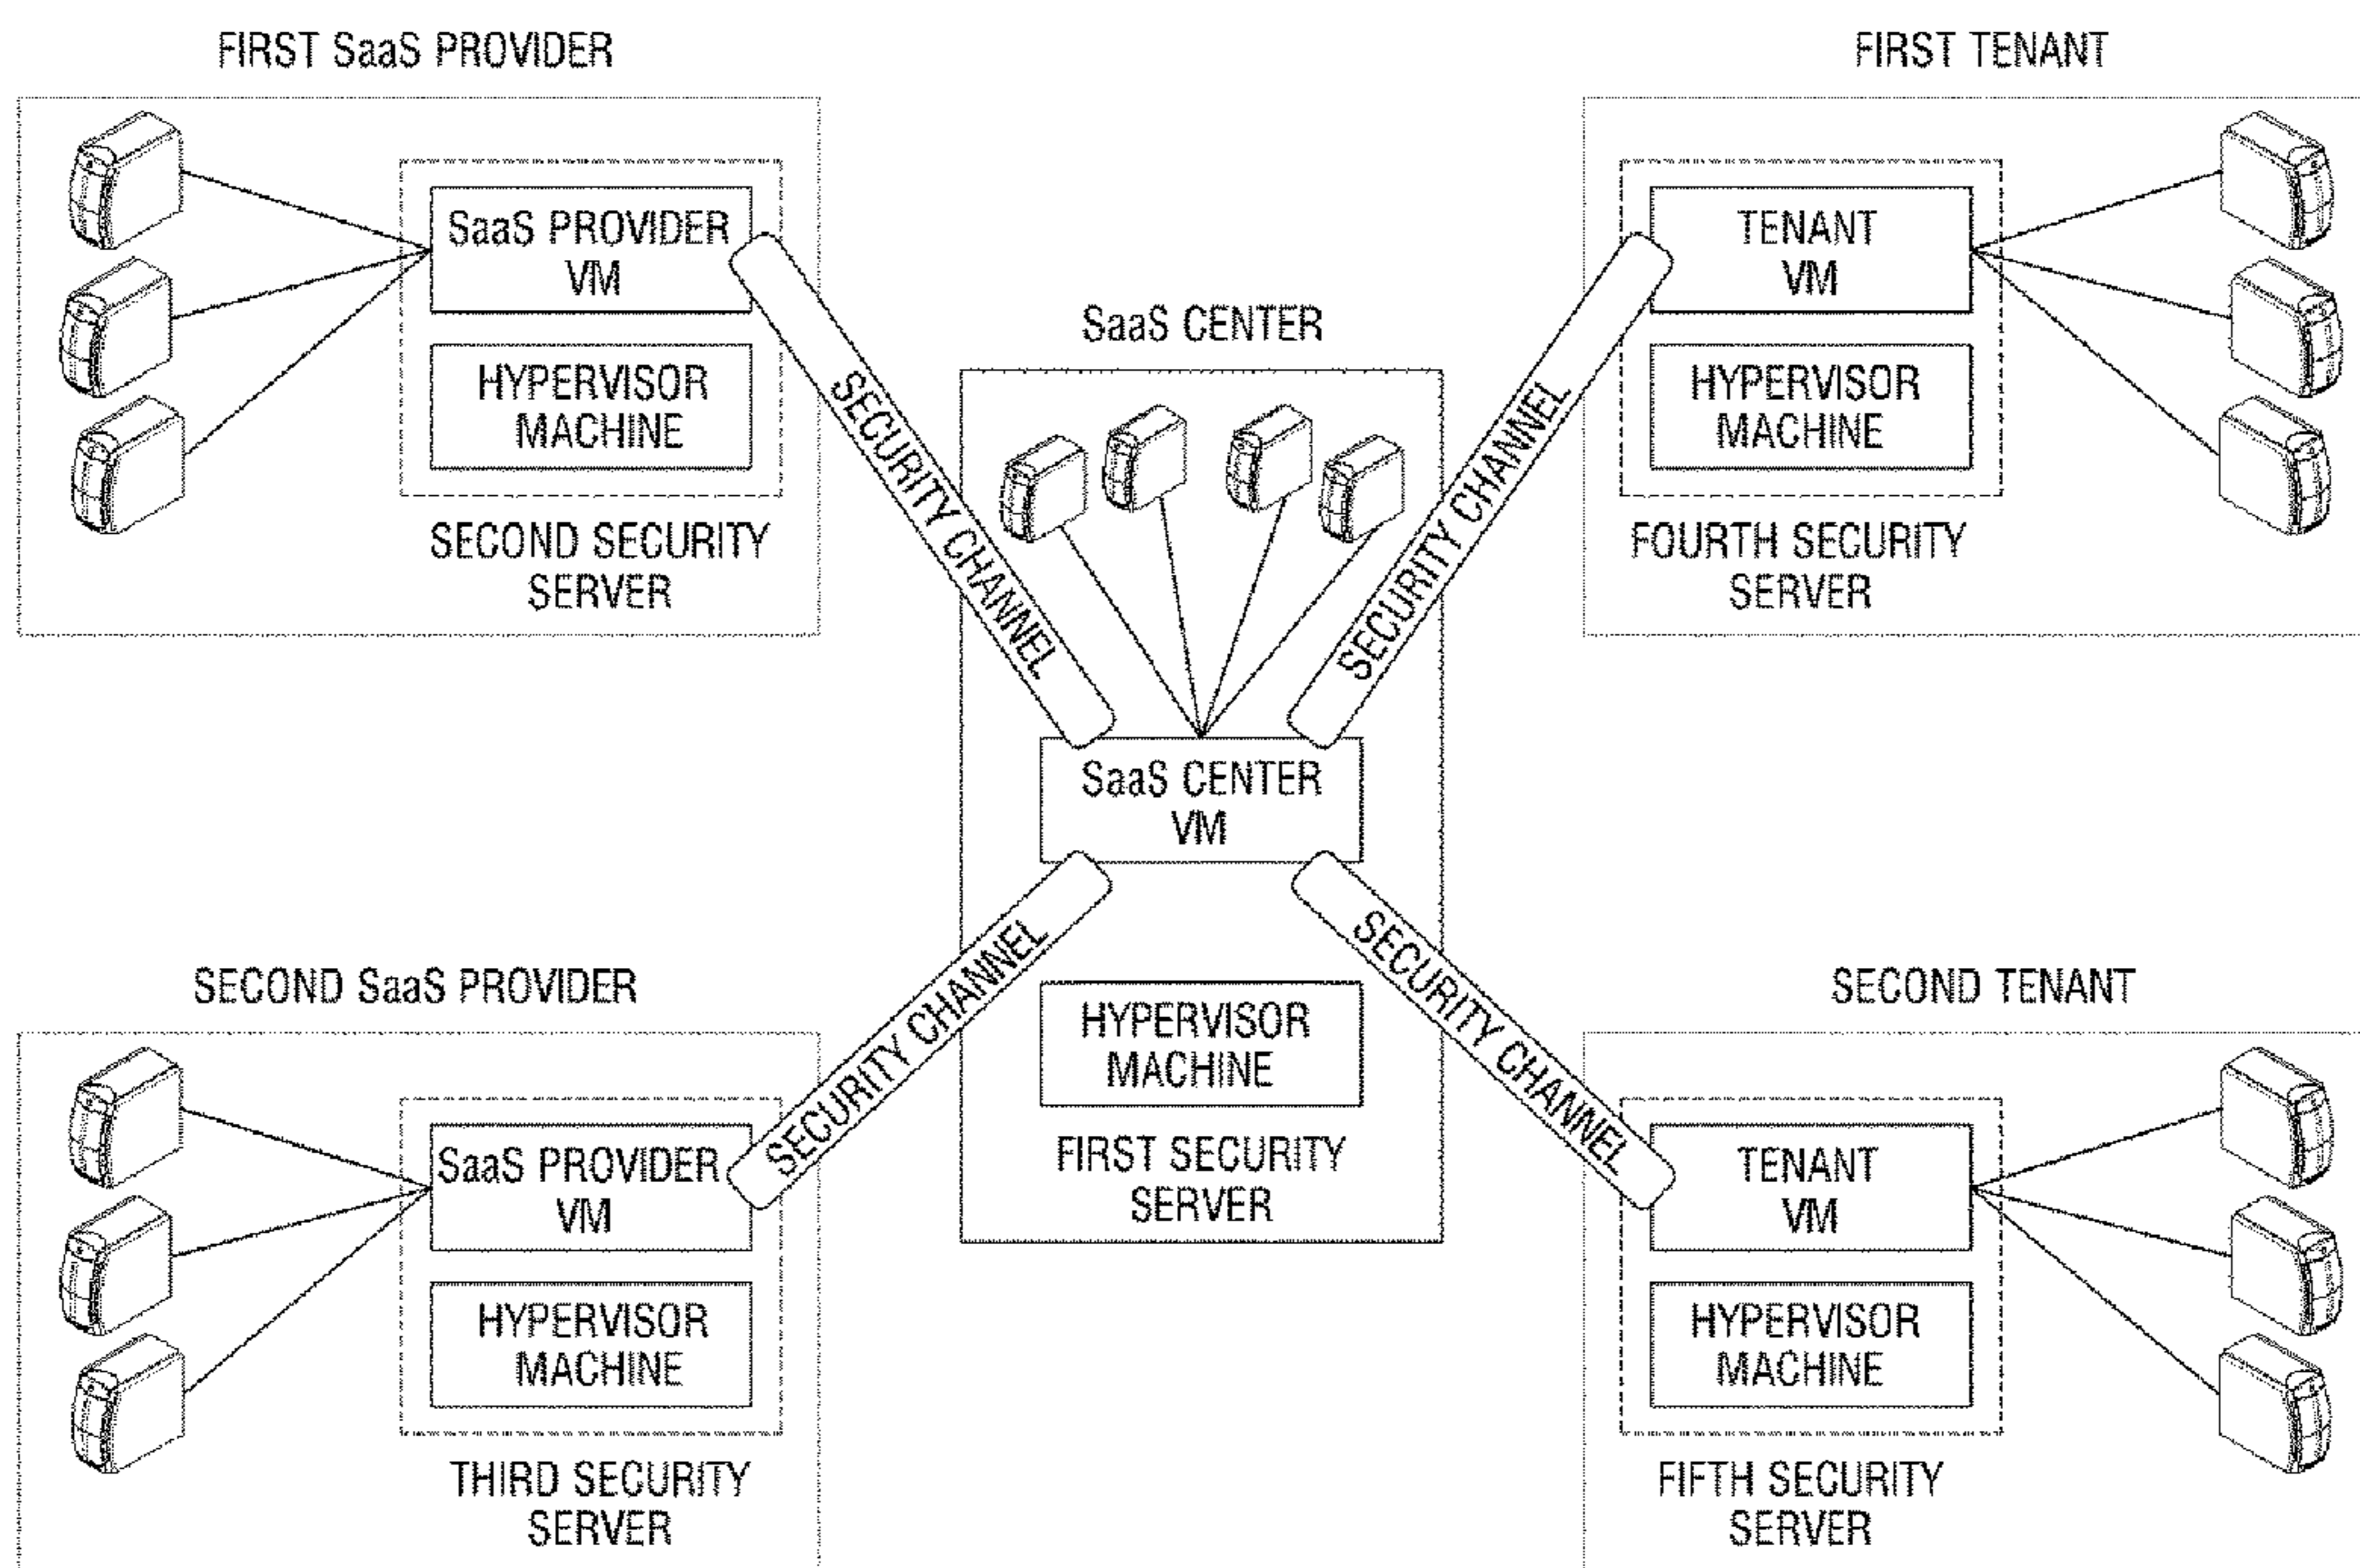 FIRST SaaS PROVIDER
SaaS PROVIDER
VM
HYPERVISOR
MACHINE
SECOND SECURITY
SERVER
SECURITY CHANNEL
FIRST TENANT
TENANT
VM
HYPERVISOR
MACHINE
FOURTH SECURITY
SERVER
SECURITY CHANNEL
SaaS CENTER
SaaS CENTER
VM
HYPERVISOR
MACHINE
FIRST SECURITY
SERVER
SECOND SaaS PROVIDER
SaaS PROVIDER
VM
HYPERVISOR
MACHINE
THIRD SECURITY
SERVER
SECURITY CHANNEL
SECOND TENANT
TENANT
VM
HYPERVISOR
MACHINE
FIFTH SECURITY
SERVER
SECURITY CHANNEL